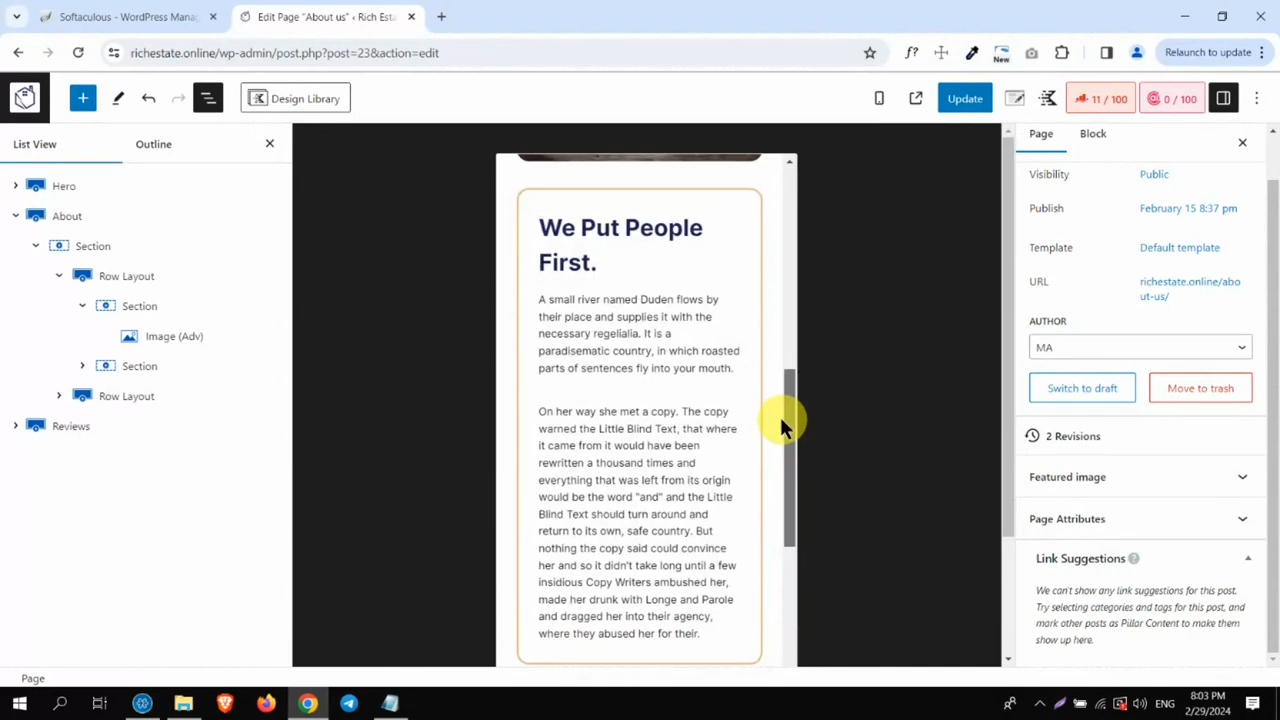 Softaculous - WordPress Mana
Edit Page "About us" ‹ Rich Esta
richestate.online/wp-admin/post.php?post=23&action=edit
f?
New
Relaunch to update
Design Library
Update
11 / 100
0 / 100
List View
Outline
Hero
About
Section
Row Layout
Section
Image (Adv)
Section
Row Layout
Reviews
We Put People
First.
A small river named Duden flows by
their place and supplies it with the
necessary regelialia. It is a
paradisematic country, in which roasted
parts of sentences fly into your mouth.
On her way she met a copy. The copy
warned the Little Blind Text, that where
it came from it would have been
rewritten a thousand times and
everything that was left from its origin
would be the word "and" and the Little
Blind Text should turn around and
return to its own, safe country. But
nothing the copy said could convince
her and so it didn't take long until a few
insidious Copy Writers ambushed her,
made her drunk with Longe and Parole
and dragged her into their agency,
where they abused her for their.
Page
Block
Visibility
Public
Publish
February 15 8:37 pm
Template
Default template
URL
richestate.online/abo
ut-us/
AUTHOR
MA
Switch to draft
Move to trash
2 Revisions
Featured image
Page Attributes
Link Suggestions
We can't show any link suggestions for this post.
Try selecting categories and tags for this post, and
mark other posts as Pillar Content to make them
show up here.
Page
ENG
8:03 PM
2/29/2024